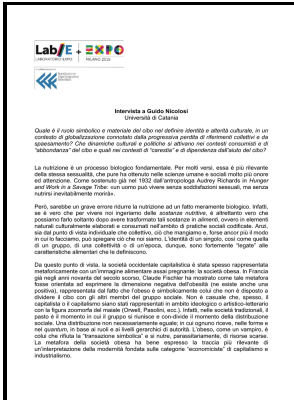 Lab/E + EXPO
LABORATORIO EXPO MILANO 2015
Fondazione
Giangiacomo
Feltrinelli
Intervista a Guido Nicolosi
Università di Catania
Quale è il ruolo simbolico e materiale del cibo nel definire identità e alterità culturale, in un
contesto di globalizzazione connotato dalla progressiva perdita di riferimenti collettivi e da
spaesamento? Che dinamiche culturali e politiche si attivano nei contesti consumisti e di
"abbondanza" del cibo e quali nei contesti di "carestia" e di dipendenza dall'aiuto del cibo?
La nutrizione è un processo biologico fondamentale. Per molti versi, essa è più rilevante
della stessa sessualità, che pure ha ottenuto nelle scienze umane e sociali molto più onore
ed attenzione. Come sostenuto già nel 1932 dall'antropologa Audrey Richards in Hunger
and Work in a Savage Tribe: «un uomo può vivere senza soddisfazioni sessuali, ma senza
nutrirsi inevitabilmente morirà».
Però, sarebbe un grave errore ridurre la nutrizione ad un fatto meramente biologico. Infatti,
se è vero che per vivere noi ingeriamo delle sostanze nutritive, è altrettanto vero che
possiamo farlo soltanto dopo avere trasformato tali sostanze in alimenti, ovvero in elementi
naturali culturalmente elaborati e consumati nell'ambito di pratiche sociali codificate. Anzi,
sia dal punto di vista individuale che collettivo, ciò che mangiamo e, forse ancor più il modo
in cui lo facciamo, può spiegare ciò che noi siamo. L'identità di un singolo, così come quella
di un gruppo, di una collettività o di un'epoca, dunque, sono fortemente "legate" alle
caratteristiche alimentari che le definiscono.
Da questo punto di vista, la società occidentale capitalistica è stata spesso rappresentata
metaforicamente con un'immagine alimentare assai pregnante: la società obesa. In Francia
già negli anni novanta del secolo scorso, Claude Fischler ha mostrato come tale metafora
fosse orientata ad esprimere la dimensione negativa dell'obesità (ne esiste anche una
positiva), rappresentata dal fatto che l'obeso è simbolicamente colui che non è disposto a
dividere il cibo con gli altri membri del gruppo sociale. Non è casuale che, spesso, il
capitalista o il capitalismo siano stati rappresentati in ambito ideologico o artistico-letterario
con la figura zoomorfa del maiale (Orwell, Pasolini, ecc.). Infatti, nelle società tradizionali, il
pasto è il momento in cui il gruppo si riunisce e con-divide il momento della distribuzione
sociale. Una distribuzione non necessariamente eguale; in cui ognuno riceve, nelle forme e
nel quantum, in base ai ruoli e ai livelli gerarchici di autorità. L'obeso, come un vampiro, è
colui che rifiuta la "transazione simbolica" e si nutre, parassitariamente, di risorse scarse.
La metafora della società obesa ha bene espresso la traccia più rilevante di
un'interpretazione della modernità fondata sulle categorie "economiciste" di capitalismo e
industrialismo.